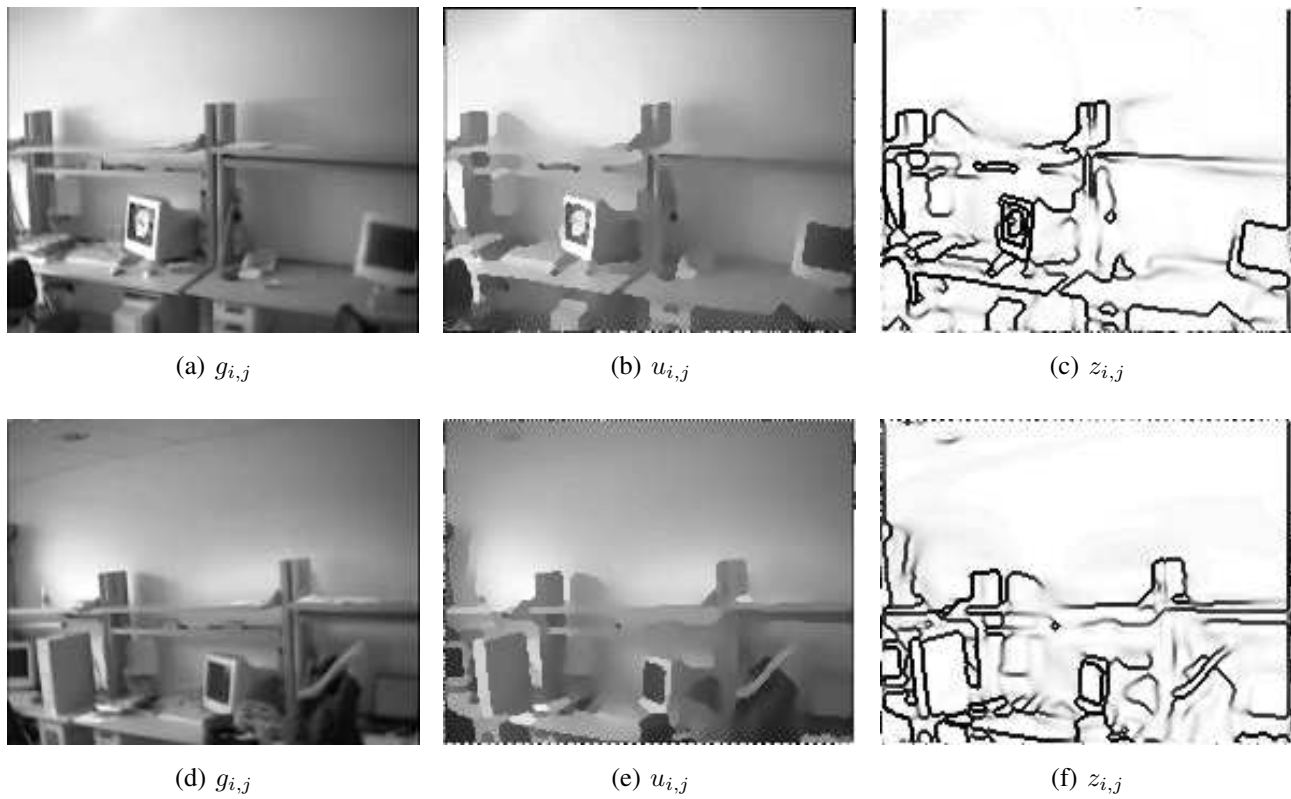 (a) $g_{i,j}$
(b) $u_{i,j}$
(c) $z_{i,j}$
(d) $g_{i,j}$
(e) $u_{i,j}$
(f) $z_{i,j}$